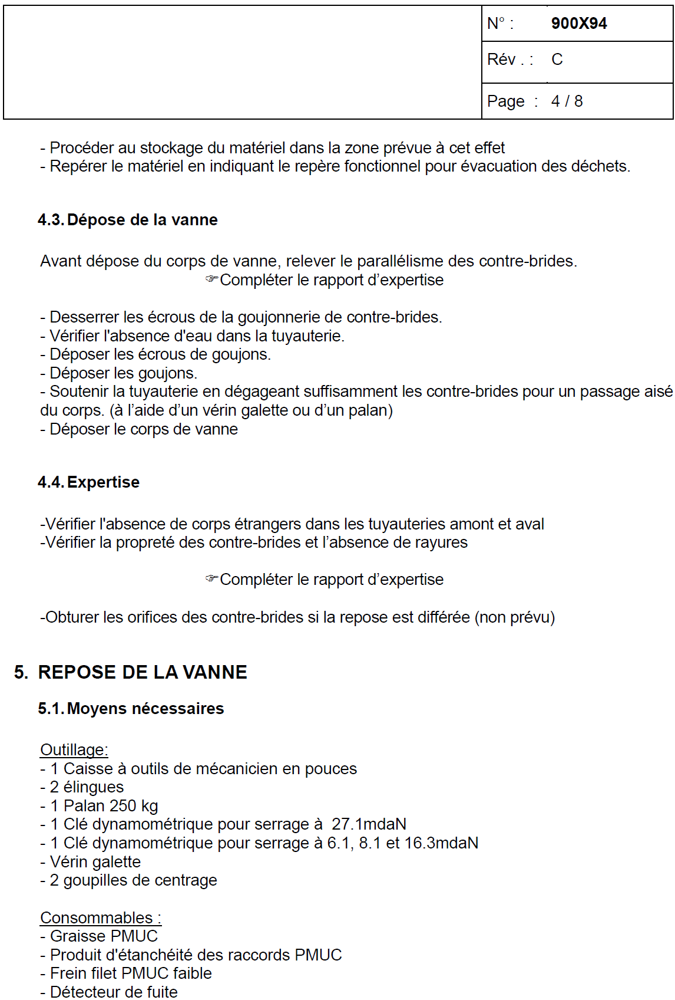 N° : 900X94
Rév . : C
Page : 4 / 8
- Procéder au stockage du matériel dans la zone prévue à cet effet
- Repérer le matériel en indiquant le repère fonctionnel pour évacuation des déchets.
4.3. Dépose de la vanne
Avant dépose du corps de vanne, relever le parallélisme des contre-brides.
☞Compléter le rapport d’expertise
- Desserrer les écrous de la goujonnerie de contre-brides.
- Vérifier l'absence d'eau dans la tuyauterie.
- Déposer les écrous de goujons.
- Déposer les goujons.
- Soutenir la tuyauterie en dégageant suffisamment les contre-brides pour un passage aisé
du corps. (à l’aide d’un vérin galette ou d’un palan)
- Déposer le corps de vanne
4.4. Expertise
-Vérifier l'absence de corps étrangers dans les tuyauteries amont et aval
-Vérifier la propreté des contre-brides et l’absence de rayures
☞Compléter le rapport d’expertise
-Obturer les orifices des contre-brides si la repose est différée (non prévu)
5. REPOSE DE LA VANNE
5.1. Moyens nécessaires
Outillage:
- 1 Caisse à outils de mécanicien en pouces
- 2 élingues
- 1 Palan 250 kg
- 1 Clé dynamométrique pour serrage à  27.1mdaN
- 1 Clé dynamométrique pour serrage à 6.1, 8.1 et 16.3mdaN
- Vérin galette
- 2 goupilles de centrage
Consommables :
- Graisse PMUC
- Produit d'étanchéité des raccords PMUC
- Frein filet PMUC faible
- Détecteur de fuite